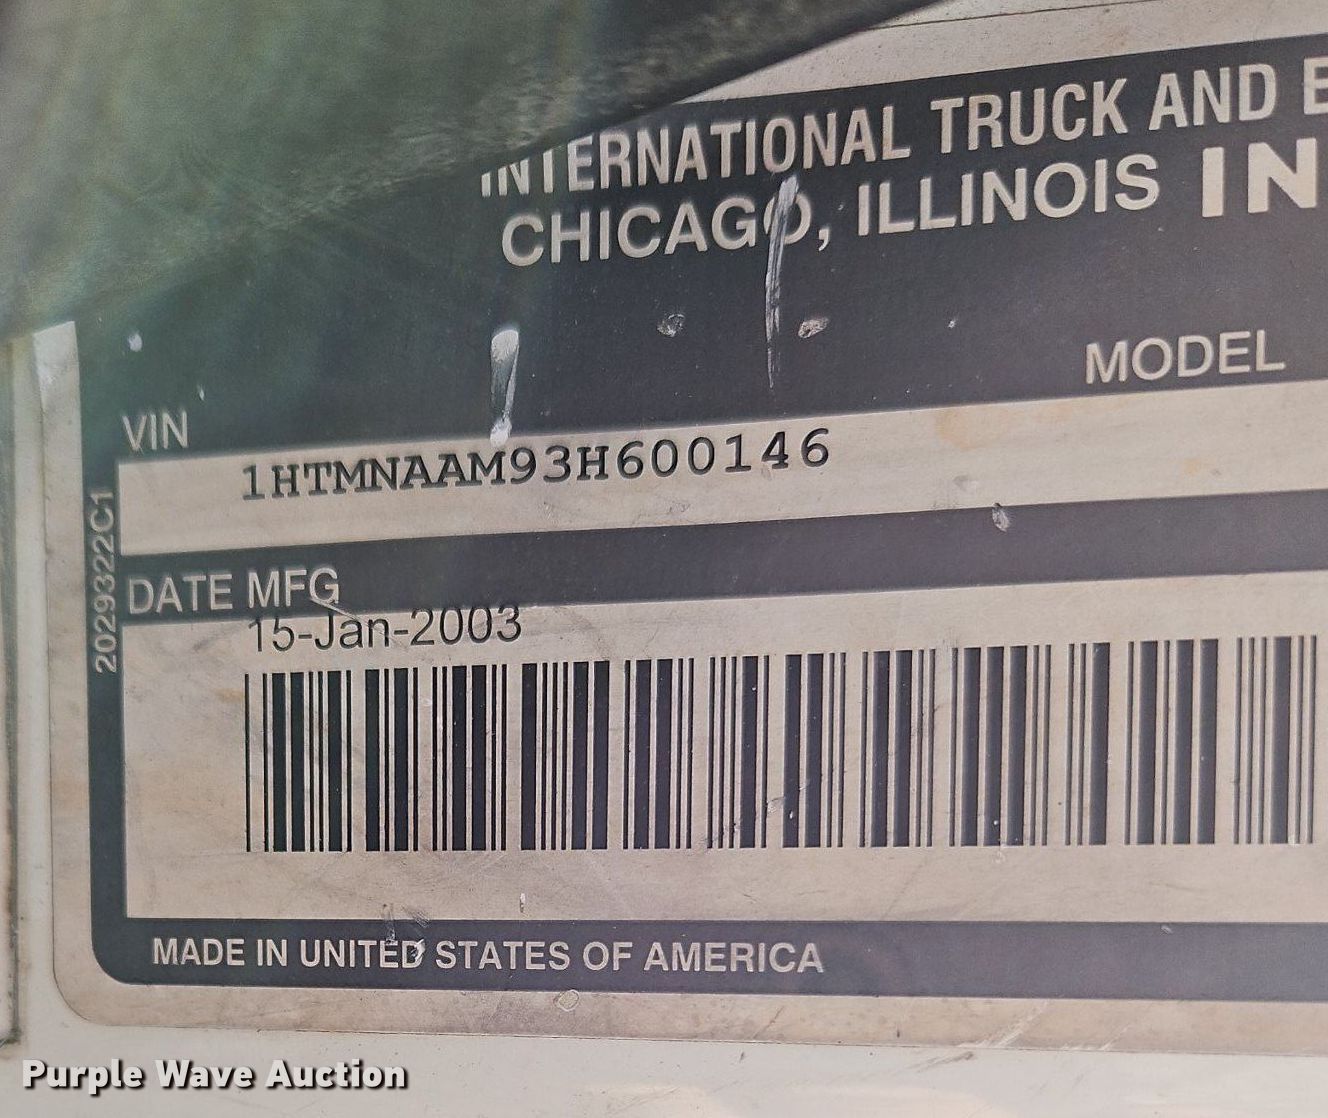 INTERNATIONAL TRUCK AND E
CHICAGO, ILLINOIS IN
MODEL
VIN
1HTMNAAM93H600146
2029322C1
DATE MFG
15-Jan-2003
MADE IN UNITED STATES OF AMERICA
Purple Wave Auction